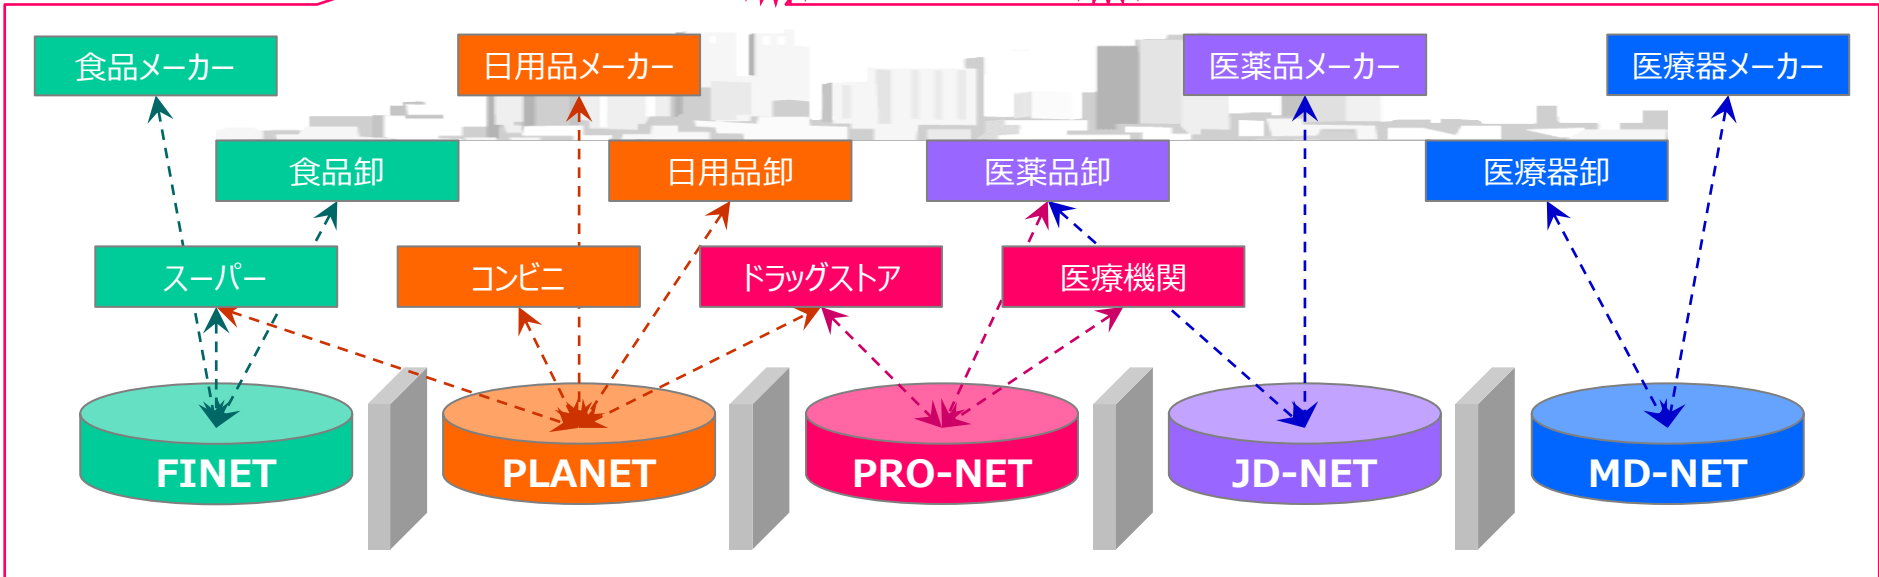 食品メーカー
日用品メーカー
医薬品メーカー
医療器メーカー
食品卸
日用品卸
医薬品卸
医療器卸
スーパー
コンビニ
ドラッグストア
医療機関
FINET
PLANET
PRO-NET
JD-NET
MD-NET